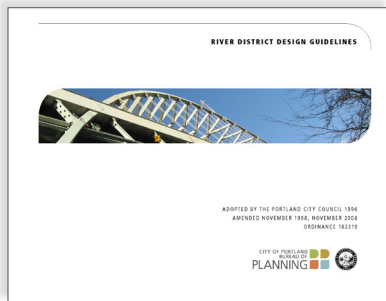 RIVER DISTRICT DESIGN GUIDELINES
ADOPTED BY THE PORTLAND CITY COUNCIL 1996
AMENDED NOVEMBER 1998, NOVEMBER 2008
ORDINANCE 182319
CITY OF PORTLAND
BUREAU OF
PLANNING